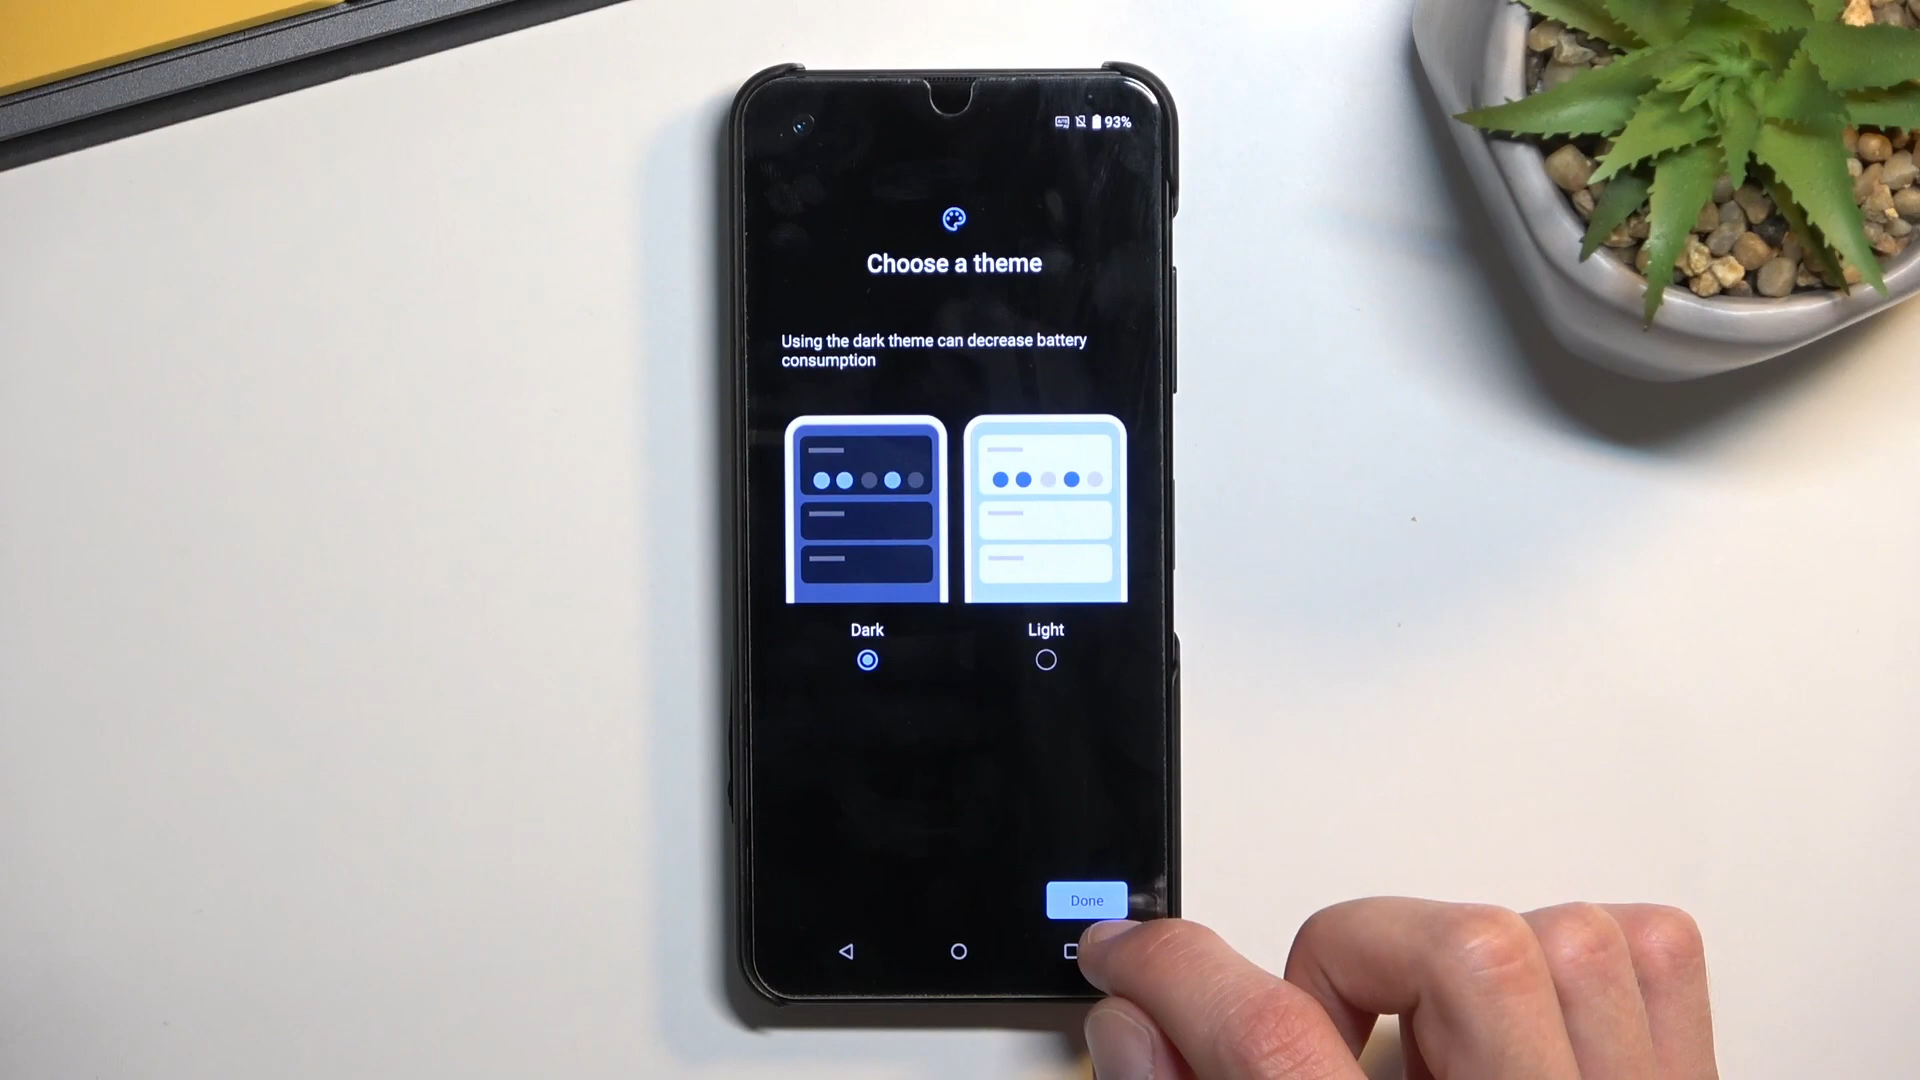 93%
Choose a theme
Using the dark theme can decrease battery
consumption
Dark
Light
Done